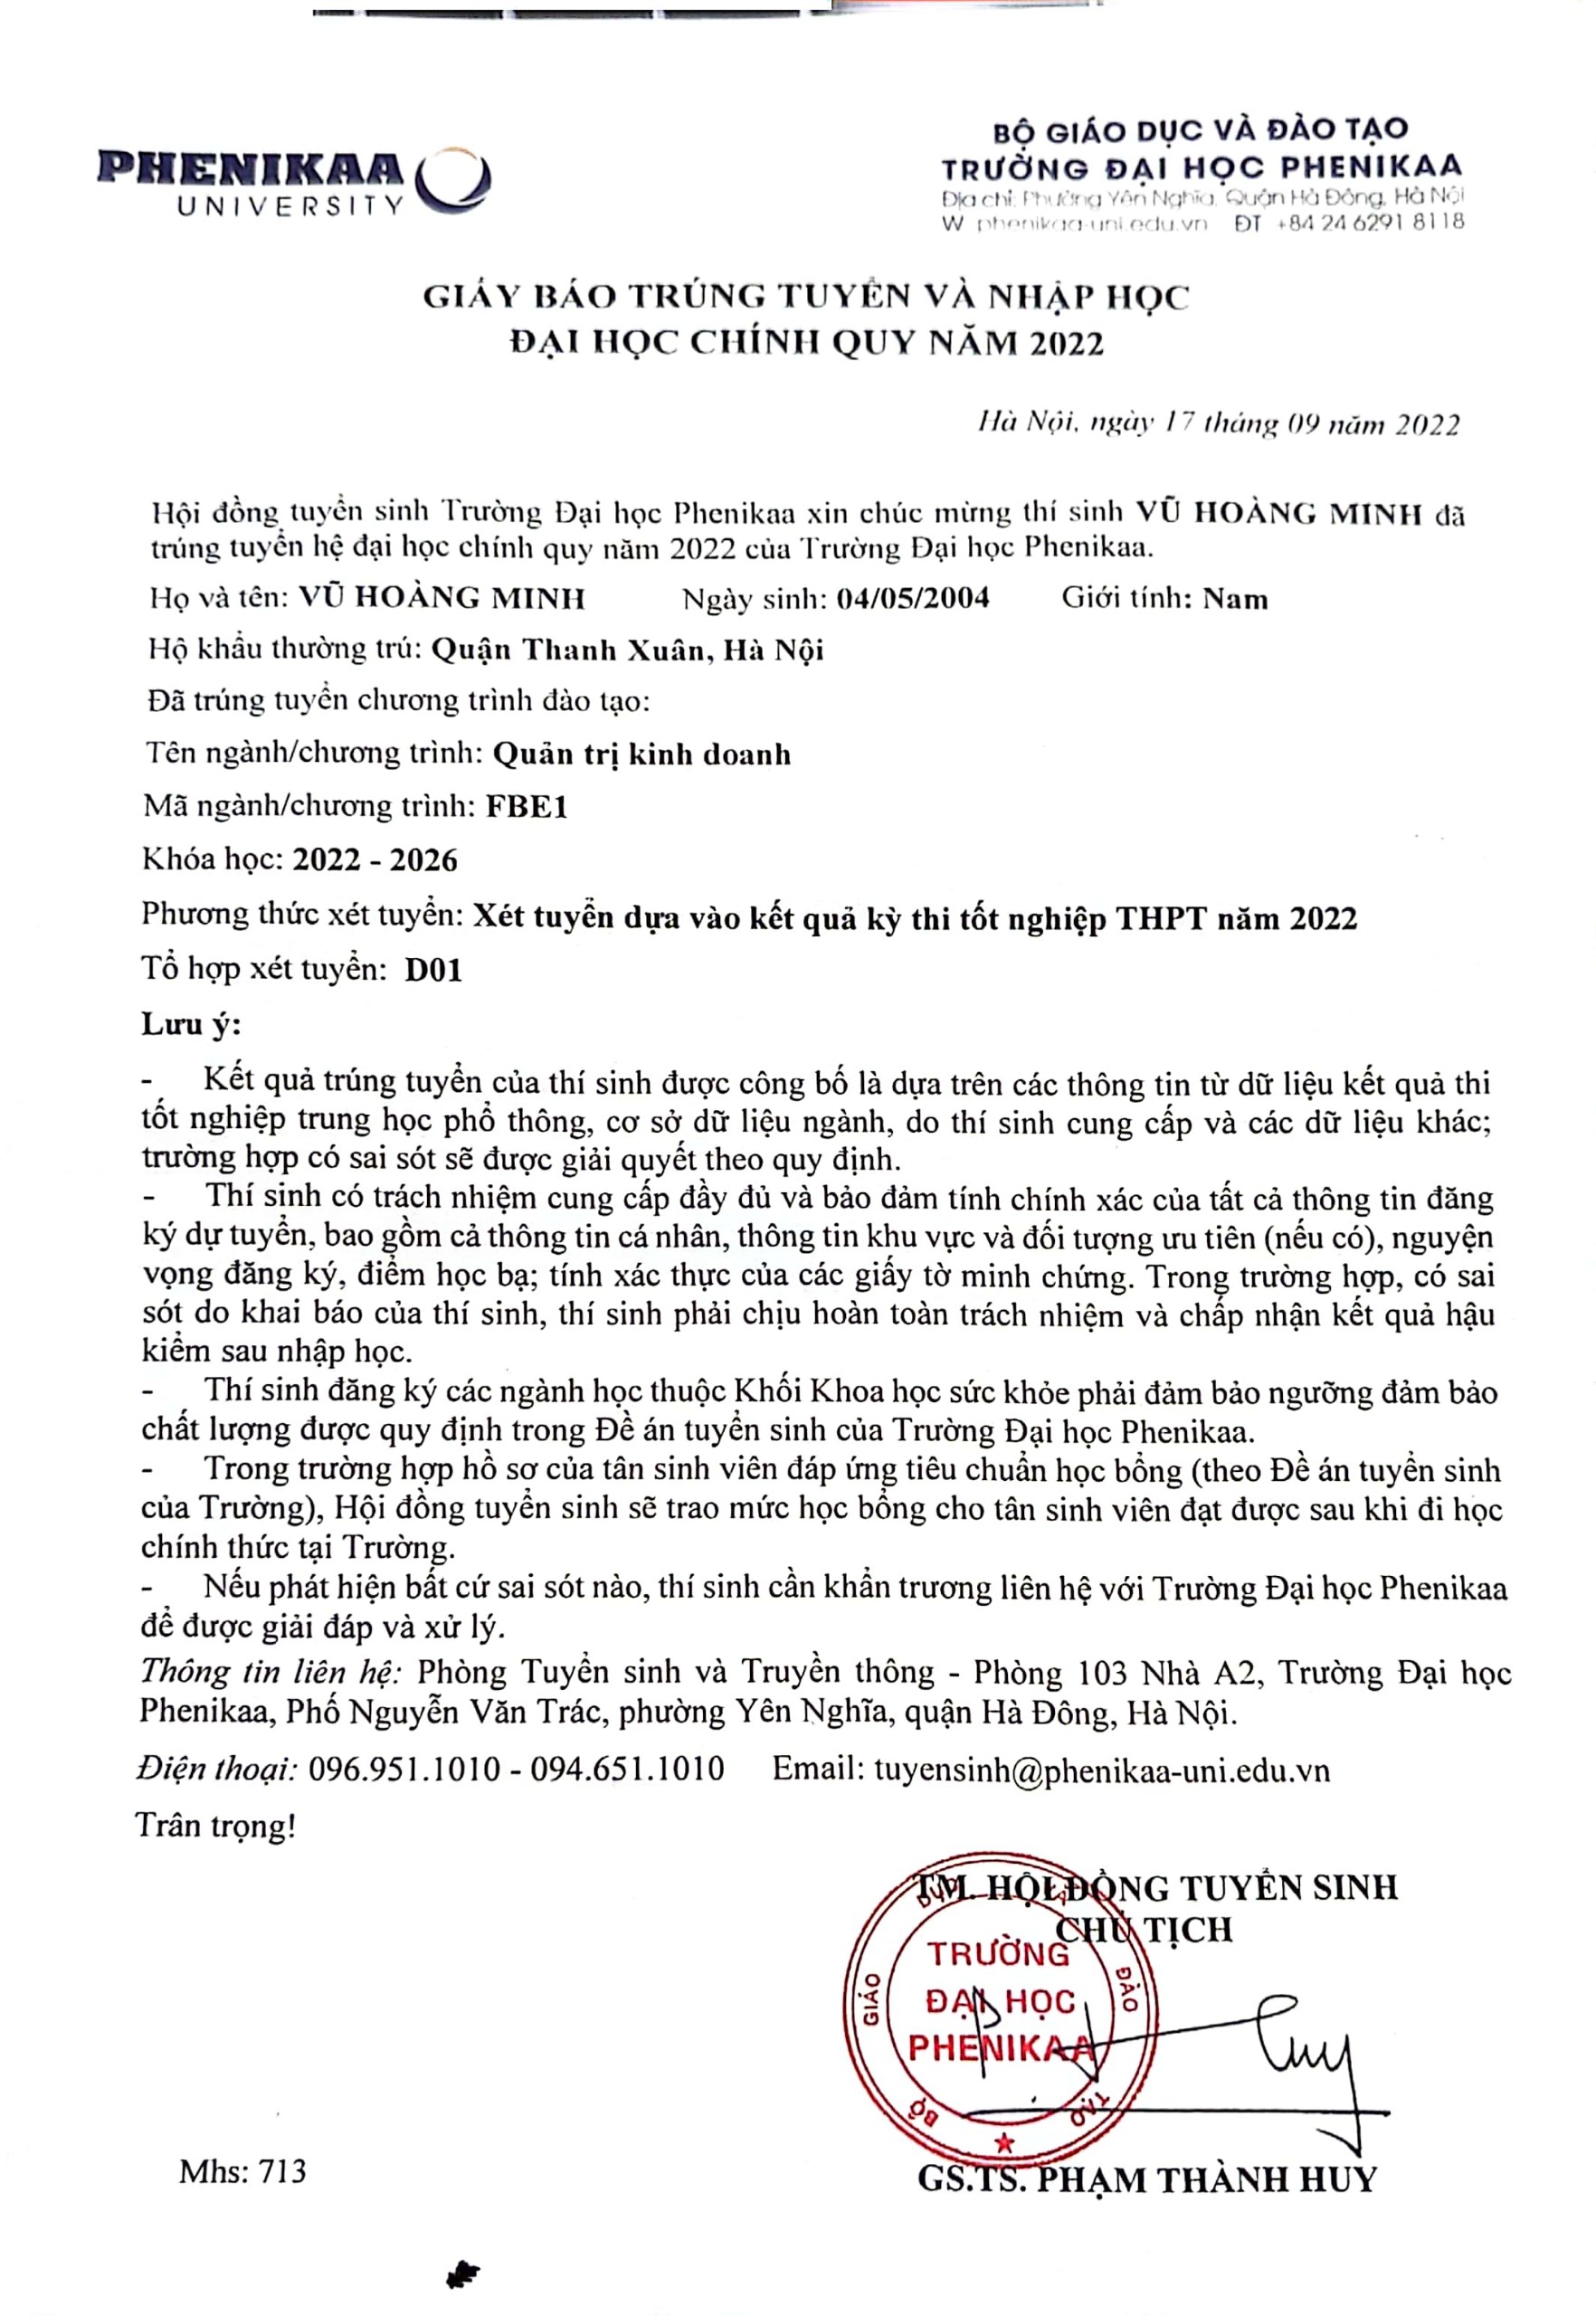 PHENIKAA
UNIVERSITY
BỘ GIÁO DỤC VÀ ĐÀO TẠO
TRƯỜNG ĐẠI HỌC PHENIKAA
Địa chỉ: Phường Yên Nghĩa, Quận Hà Đông, Hà Nội
W phenikaa-uni.edu.vn ĐT +84 24 6291 8118
GIẤY BÁO TRÚNG TUYỂN VÀ NHẬP HỌC
ĐẠI HỌC CHÍNH QUY NĂM 2022
Hà Nội, ngày 17 tháng 09 năm 2022
Hội đồng tuyển sinh Trường Đại học Phenikaa xin chúc mừng thí sinh VŨ HOÀNG MINH đã
trúng tuyển hệ đại học chính quy năm 2022 của Trường Đại học Phenikaa.
Họ và tên: VŨ HOÀNG MINH Ngày sinh: 04/05/2004 Giới tính: Nam
Hộ khẩu thường trú: Quận Thanh Xuân, Hà Nội
Đã trúng tuyển chương trình đào tạo:
Tên ngành/chương trình: Quản trị kinh doanh
Mã ngành/chương trình: FBE1
Khóa học: 2022 - 2026
Phương thức xét tuyển: Xét tuyển dựa vào kết quả kỳ thi tốt nghiệp THPT năm 2022
Tổ hợp xét tuyển: D01
Lưu ý:
- Kết quả trúng tuyển của thí sinh được công bố là dựa trên các thông tin từ dữ liệu kết quả thi
tốt nghiệp trung học phổ thông, cơ sở dữ liệu ngành, do thí sinh cung cấp và các dữ liệu khác;
trường hợp có sai sót sẽ được giải quyết theo quy định.
- Thí sinh có trách nhiệm cung cấp đầy đủ và bảo đảm tính chính xác của tất cả thông tin đăng
ký dự tuyển, bao gồm cả thông tin cá nhân, thông tin khu vực và đối tượng ưu tiên (nếu có), nguyện
vọng đăng ký, điểm học bạ; tính xác thực của các giấy tờ minh chứng. Trong trường hợp, có sai
sót do khai báo của thí sinh, thí sinh phải chịu hoàn toàn trách nhiệm và chấp nhận kết quả hậu
kiểm sau nhập học.
- Thí sinh đăng ký các ngành học thuộc Khối Khoa học sức khỏe phải đảm bảo ngưỡng đảm bảo
chất lượng được quy định trong Đề án tuyển sinh của Trường Đại học Phenikaa.
- Trong trường hợp hồ sơ của tân sinh viên đáp ứng tiêu chuẩn học bổng (theo Đề án tuyển sinh
của Trường), Hội đồng tuyển sinh sẽ trao mức học bổng cho tân sinh viên đạt được sau khi đi học
chính thức tại Trường.
- Nếu phát hiện bất cứ sai sót nào, thí sinh cần khẩn trương liên hệ với Trường Đại học Phenikaa
để được giải đáp và xử lý.
Thông tin liên hệ: Phòng Tuyển sinh và Truyền thông - Phòng 103 Nhà A2, Trường Đại học
Phenikaa, Phố Nguyễn Văn Trác, phường Yên Nghĩa, quận Hà Đông, Hà Nội.
Điện thoại: 096.951.1010 - 094.651.1010 Email: tuyensinh@phenikaa-uni.edu.vn
Trân trọng!
TM. HỘI ĐỒNG TUYỂN SINH
CHỦ TỊCH
BỘ GIÁO DỤC VÀ ĐÀO TẠO
TRƯỜNG
ĐẠI HỌC
PHENIKAA
Mhs: 713
GS.TS. PHẠM THÀNH HUY